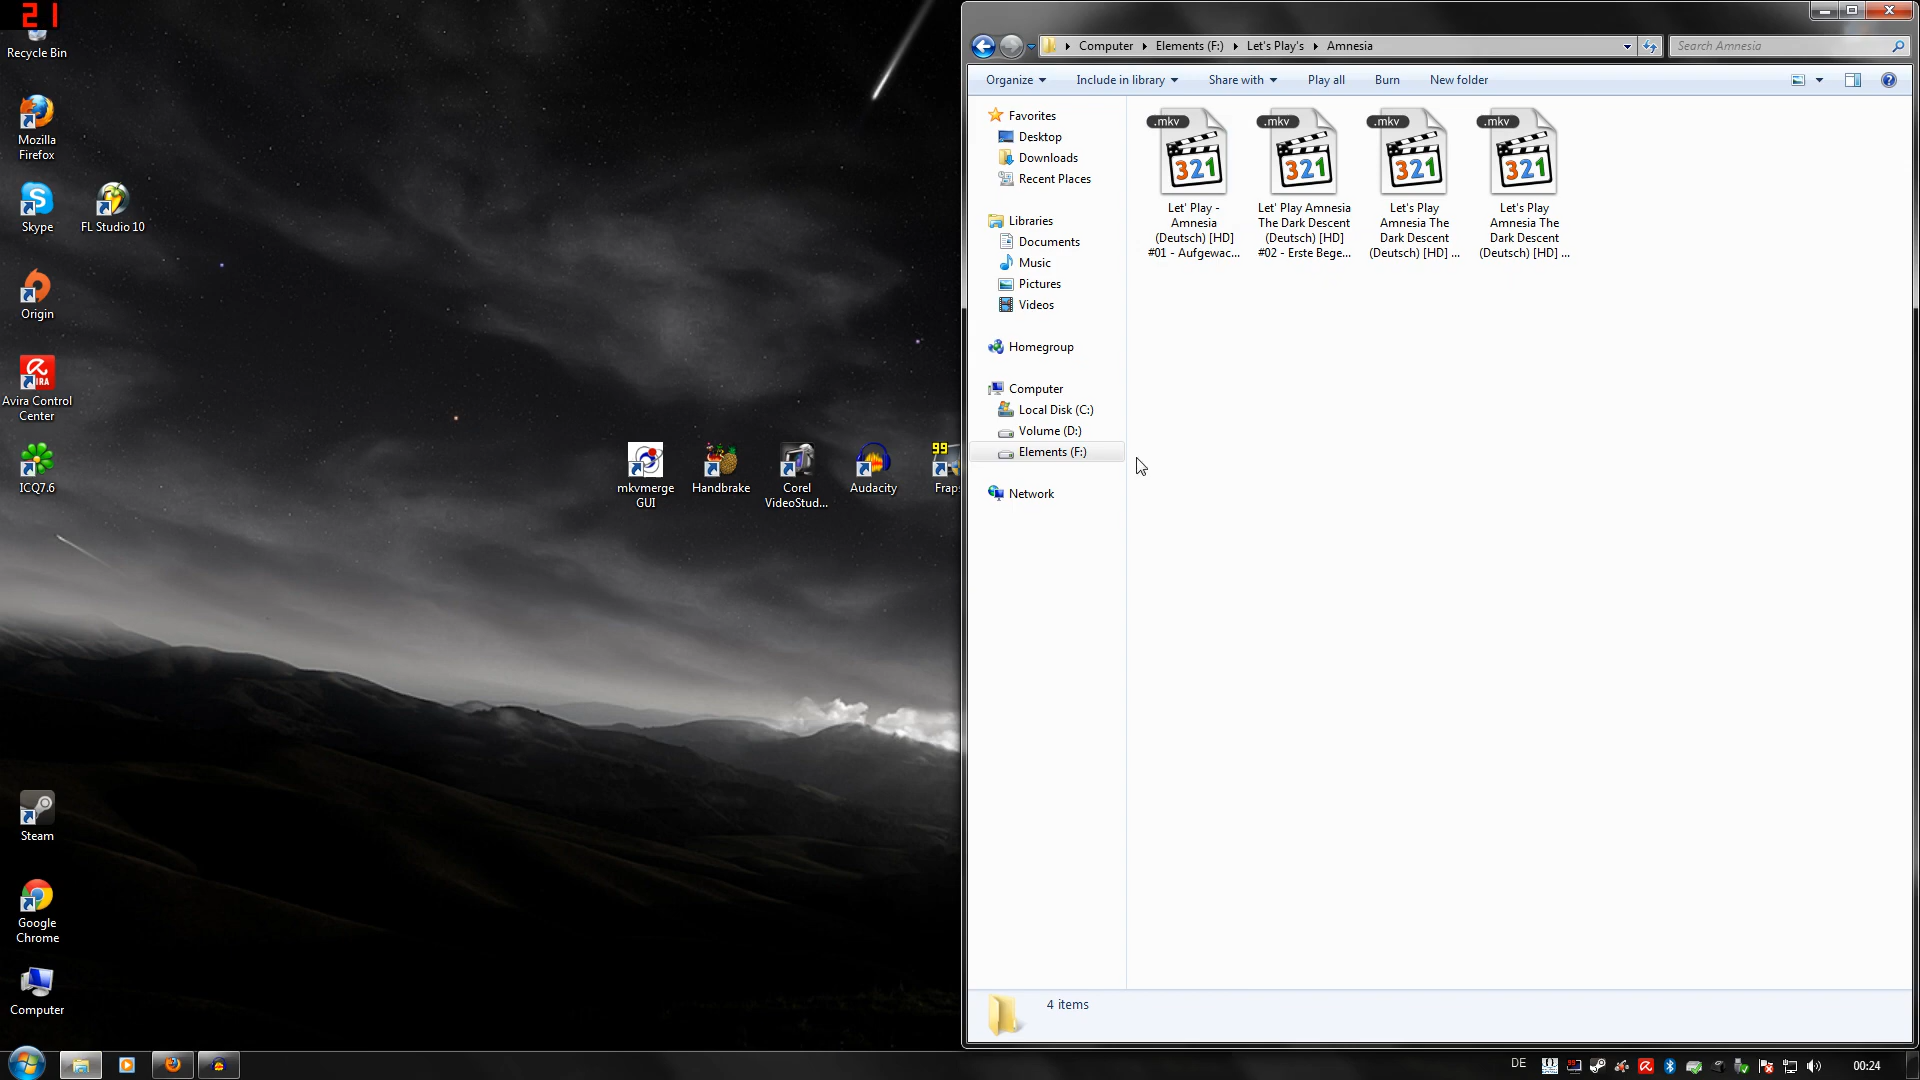 21
Recycle Bin
Mozilla
Firefox
Skype
FL Studio 10
Origin
Avira Control
Center
ICQ7.6
mkvmerge
GUI
Handbrake
Corel
VideoStud...
Audacity
99
Fraps
Steam
Google
Chrome
Computer
Computer
Elements (F:)
Let's Play's
Amnesia
Search Amnesia
Organize
Include in library
Share with
Play all
Burn
New folder
Favorites
Desktop
Downloads
Recent Places
Libraries
Documents
Music
Pictures
Videos
Homegroup
Computer
Local Disk (C:)
Volume (D:)
Elements (F:)
Network
.mkv
321
Let' Play -
Amnesia
(Deutsch) [HD]
#01 - Aufgewac...
.mkv
321
Let' Play Amnesia
The Dark Descent
(Deutsch) [HD]
#02 - Erste Bege...
.mkv
321
Let's Play
Amnesia The
Dark Descent
(Deutsch) [HD] ...
.mkv
321
Let's Play
Amnesia The
Dark Descent
(Deutsch) [HD] ...
4 items
DE
00:24